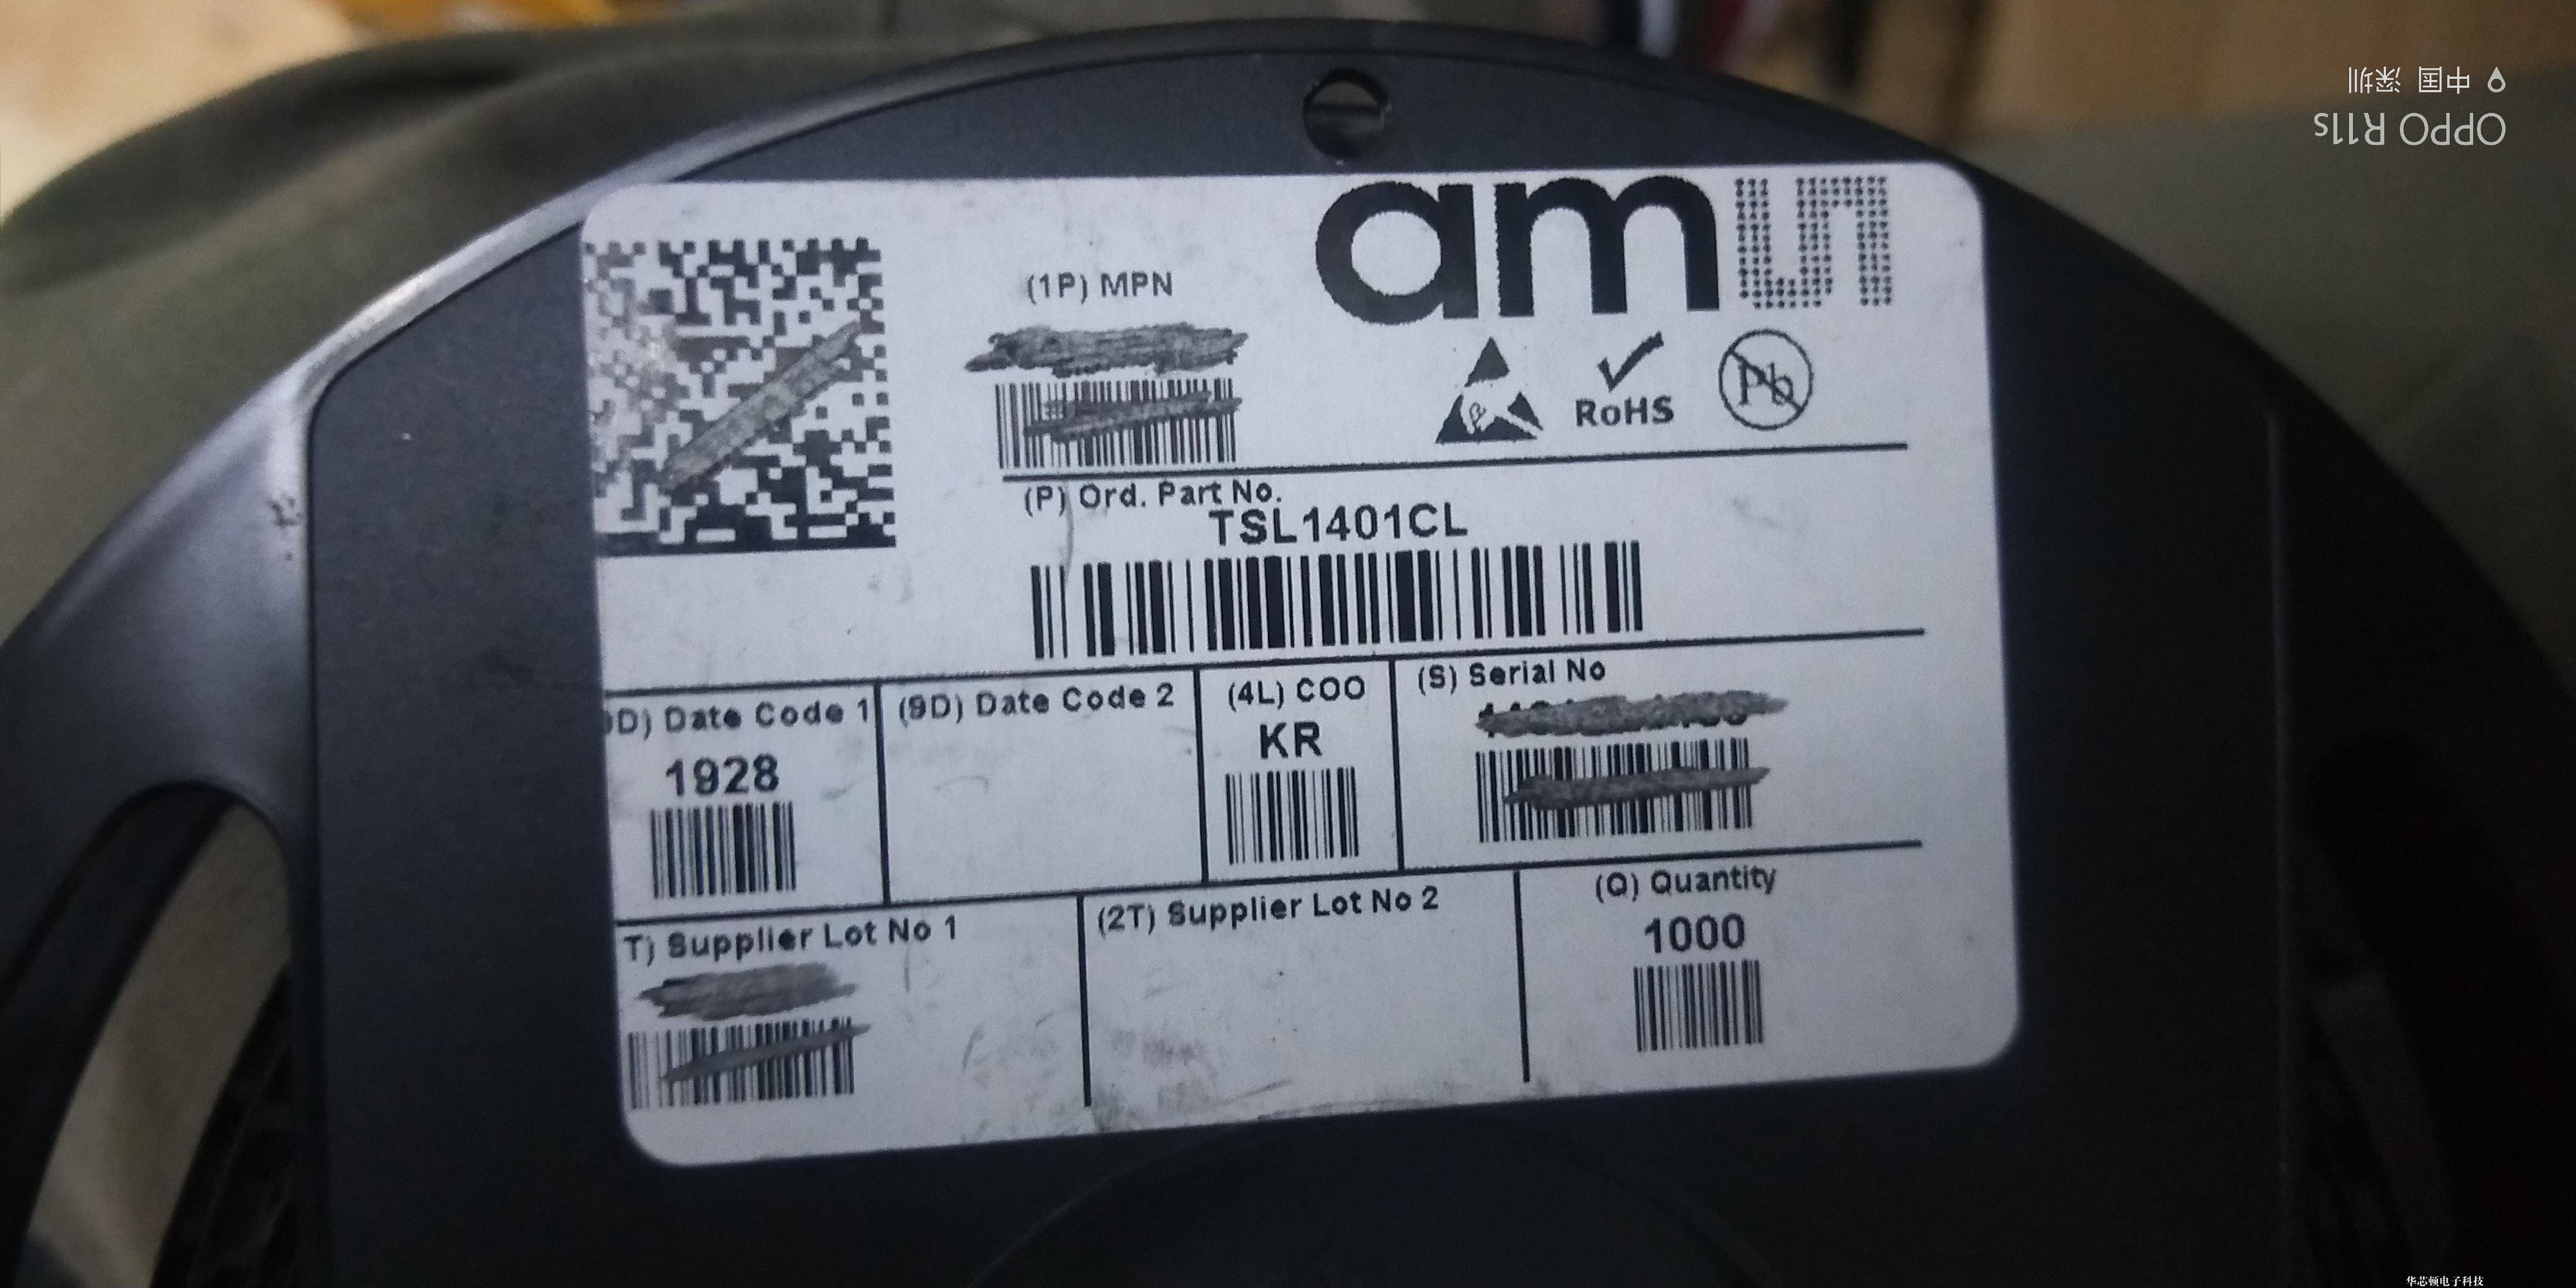 am
(1P) MPN
RoHS
Pb
(P) Ord. Part No.
TSL1401CL
D) Date Code 1
(9D) Date Code 2
(4L) COO
(S) Serial No
1928
KR
T) Supplier Lot No 1
(2T) Supplier Lot No 2
(Q) Quantity
1000
OPPO R11s
中国 深圳
华芯顿电子科技